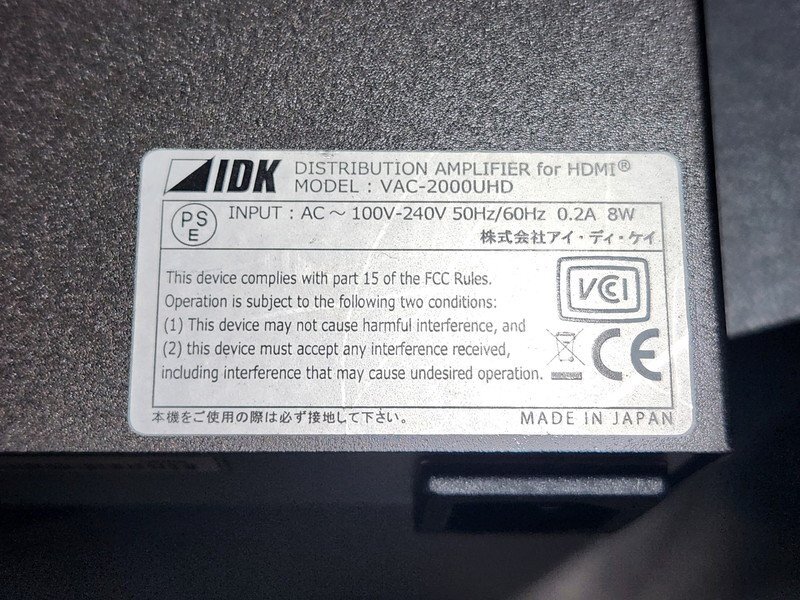 IDK DISTRIBUTION AMPLIFIER for HDMI®
MODEL : VAC-2000UHD
PS
E
INPUT : AC ~ 100V-240V 50Hz/60Hz 0.2A 8W
株式会社アイ・ディ・ケイ
This device complies with part 15 of the FCC Rules.
Operation is subject to the following two conditions:
(1) This device may not cause harmful interference, and
(2) this device must accept any interference received,
including interference that may cause undesired operation.
VCI
CE
本機をご使用の際は必ず接地して下さい。
MADE IN JAPAN